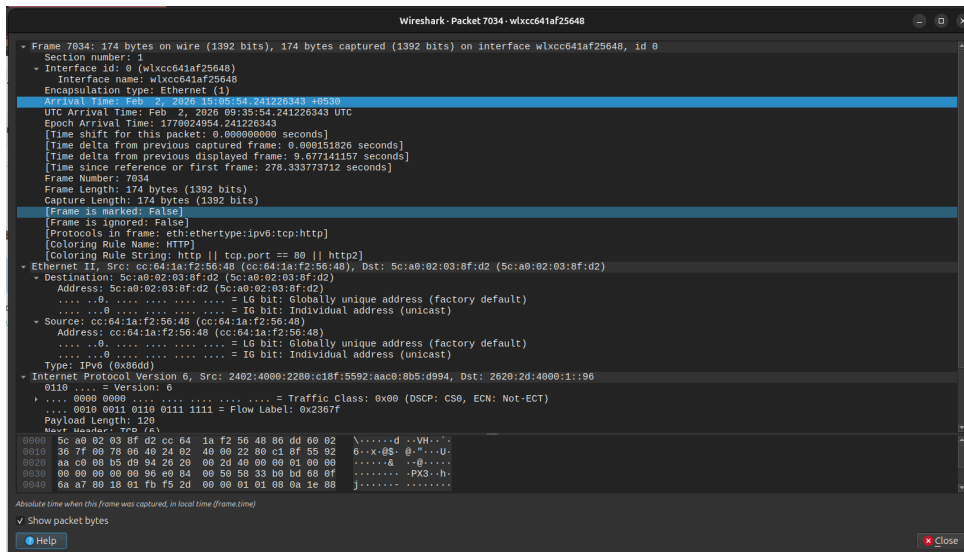 Wireshark · Packet 7034 · wlxcc641af25648
Frame 7034: 174 bytes on wire (1392 bits), 174 bytes captured (1392 bits) on interface wlxcc641af25648, id 0
Section number: 1
Interface id: 0 (wlxcc641af25648)
Interface name: wlxcc641af25648
Encapsulation type: Ethernet (1)
Arrival Time: Feb  2, 2026 15:05:54.241226343 +0530
UTC Arrival Time: Feb  2, 2026 09:35:54.241226343 UTC
Epoch Arrival Time: 1770024954.241226343
[Time shift for this packet: 0.000000000 seconds]
[Time delta from previous captured frame: 0.000151826 seconds]
[Time delta from previous displayed frame: 9.677141157 seconds]
[Time since reference or first frame: 278.333773712 seconds]
Frame Number: 7034
Frame Length: 174 bytes (1392 bits)
Capture Length: 174 bytes (1392 bits)
[Frame is marked: False]
[Frame is ignored: False]
[Protocols in frame: eth:ethertype:ipv6:tcp:http]
[Coloring Rule Name: HTTP]
[Coloring Rule String: http || tcp.port == 80 || http2]
Ethernet II, Src: cc:64:1a:f2:56:48 (cc:64:1a:f2:56:48), Dst: 5c:a0:02:03:8f:d2 (5c:a0:02:03:8f:d2)
Destination: 5c:a0:02:03:8f:d2 (5c:a0:02:03:8f:d2)
Address: 5c:a0:02:03:8f:d2 (5c:a0:02:03:8f:d2)
.... ..0. .... .... .... .... = LG bit: Globally unique address (factory default)
.... ...0 .... .... .... .... = IG bit: Individual address (unicast)
Source: cc:64:1a:f2:56:48 (cc:64:1a:f2:56:48)
Address: cc:64:1a:f2:56:48 (cc:64:1a:f2:56:48)
.... ..0. .... .... .... .... = LG bit: Globally unique address (factory default)
.... ...0 .... .... .... .... = IG bit: Individual address (unicast)
Type: IPv6 (0x86dd)
Internet Protocol Version 6, Src: 2402:4000:2280:c18f:5592:aac0:8b5:d994, Dst: 2620:2d:4000:1::96
0110 .... = Version: 6
.... 0000 0000 .... .... .... .... .... = Traffic Class: 0x00 (DSCP: CS0, ECN: Not-ECT)
.... 0010 0011 0110 0111 1111 = Flow Label: 0x2367f
Payload Length: 120
Next Header: TCP (6)
0000 5c a0 02 03 8f d2 cc 64 1a f2 56 48 86 dd 60 02 \······d ··VH··`·
0010 36 7f 00 78 06 40 24 02 40 00 22 80 c1 8f 55 92 6··x·@$· @·"···U·
0020 aa c0 08 b5 d9 94 26 20 00 2d 40 00 00 01 00 00 ······& ·-@·····
0030 00 00 00 00 00 96 e0 84 00 50 58 33 b0 bd 68 0f ········ ·PX3··h·
0040 6a a7 80 18 01 fb f5 2d 00 00 01 01 08 0a 1e 88 j······- ········
Absolute time when this frame was captured, in local time (frame.time)
Show packet bytes
Help
Close